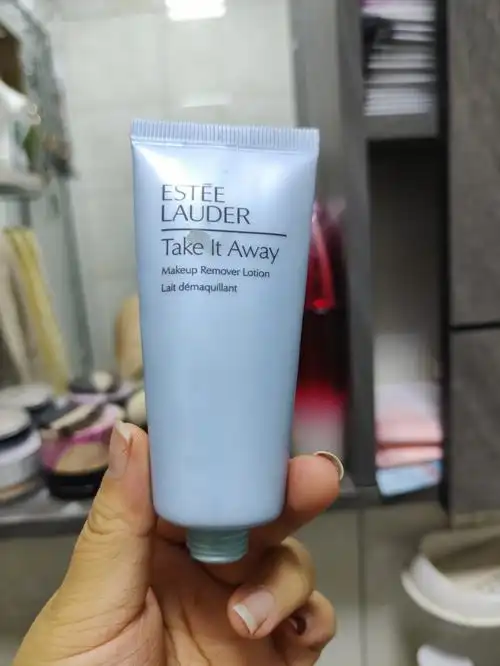 ESTĒE
LAUDER
Take It Away
Makeup Remover Lotion
Lait démaquillant